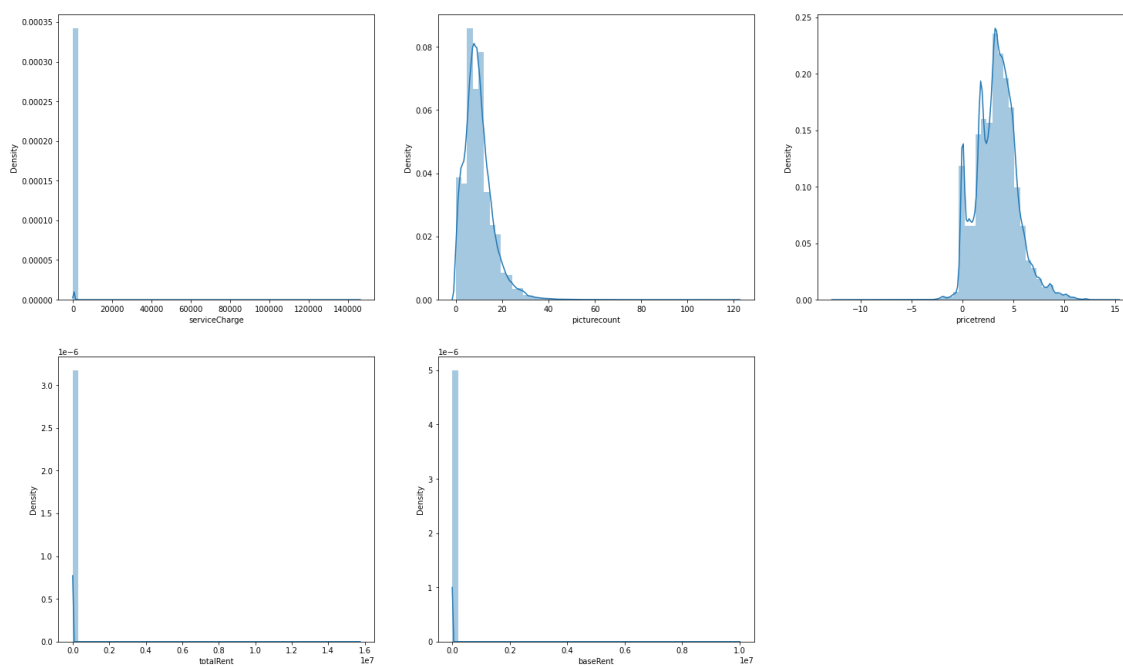 0.00035
0.00030
0.00025
0.00020
0.00015
0.00010
0.00005
0.00000
Density
0 20000 40000 60000 80000 100000 120000 140000
serviceCharge
0.08
0.06
0.04
0.02
0.00
Density
0 20 40 60 80 100 120
picturecount
0.25
0.20
0.15
0.10
0.05
0.00
Density
−10 −5 0 5 10 15
pricetrend
1e−6
3.0
2.5
2.0
1.5
1.0
0.5
0.0
Density
0.0 0.2 0.4 0.6 0.8 1.0 1.2 1.4 1.6
totalRent 1e7
1e−6
5
4
3
2
1
0
Density
0.0 0.2 0.4 0.6 0.8 1.0
baseRent 1e7